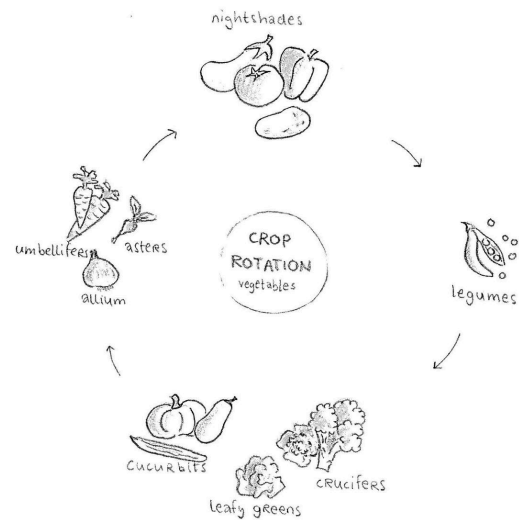 nightshades
CROP
ROTATION
vegetables
umbellifers
asters
allium
legumes
cucurbits
crucifers
leafy greens